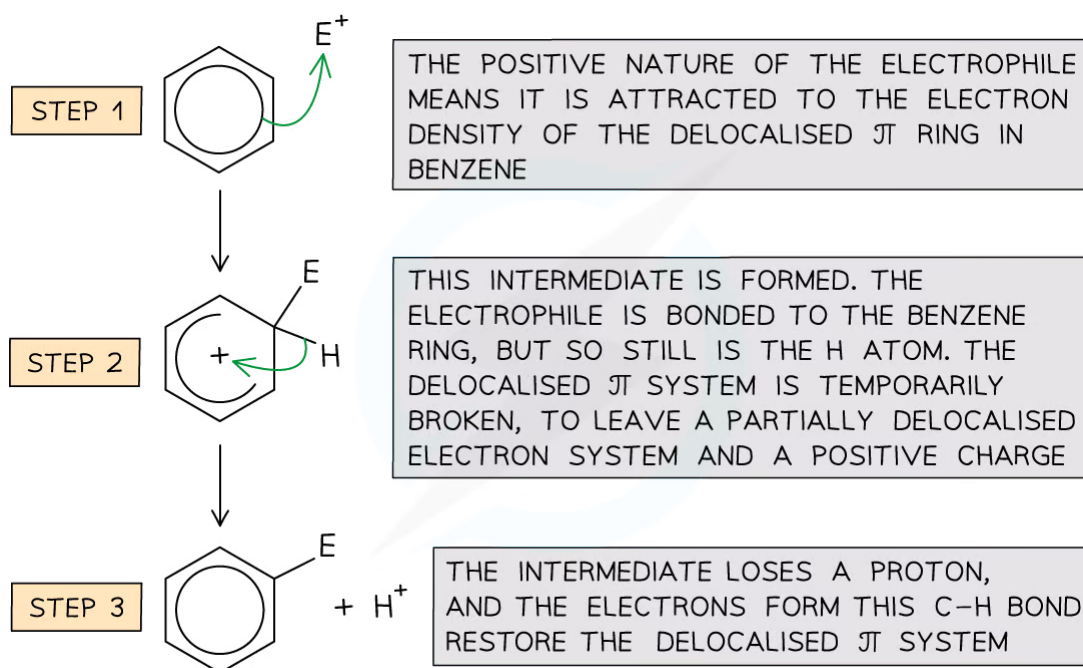 E+
STEP 1
THE POSITIVE NATURE OF THE ELECTROPHILE
MEANS IT IS ATTRACTED TO THE ELECTRON
DENSITY OF THE DELOCALISED π RING IN
BENZENE
E
H
+
STEP 2
THIS INTERMEDIATE IS FORMED. THE
ELECTROPHILE IS BONDED TO THE BENZENE
RING, BUT SO STILL IS THE H ATOM. THE
DELOCALISED π SYSTEM IS TEMPORARILY
BROKEN, TO LEAVE A PARTIALLY DELOCALISED
ELECTRON SYSTEM AND A POSITIVE CHARGE
E
STEP 3
+ H+
THE INTERMEDIATE LOSES A PROTON,
AND THE ELECTRONS FORM THIS C-H BOND
RESTORE THE DELOCALISED π SYSTEM